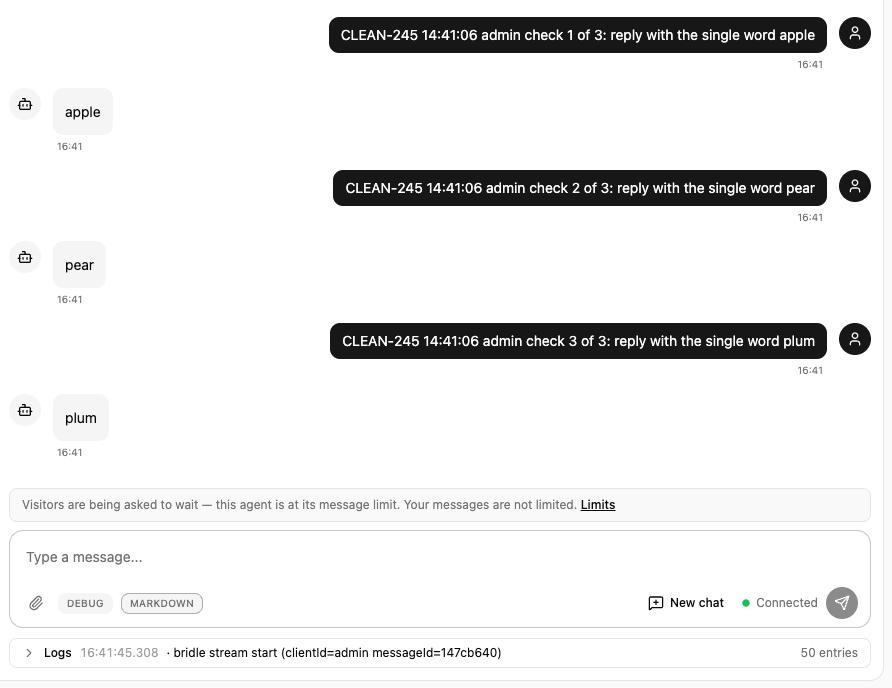 CLEAN-245 14:41:06 admin check 1 of 3: reply with the single word apple
16:41
apple
16:41
CLEAN-245 14:41:06 admin check 2 of 3: reply with the single word pear
16:41
pear
16:41
CLEAN-245 14:41:06 admin check 3 of 3: reply with the single word plum
16:41
plum
16:41
Visitors are being asked to wait — this agent is at its message limit. Your messages are not limited. Limits
Type a message...
DEBUG MARKDOWN New chat Connected
Logs 16:41:45.308 · bridle stream start (clientId=admin messageId=147cb640) 50 entries